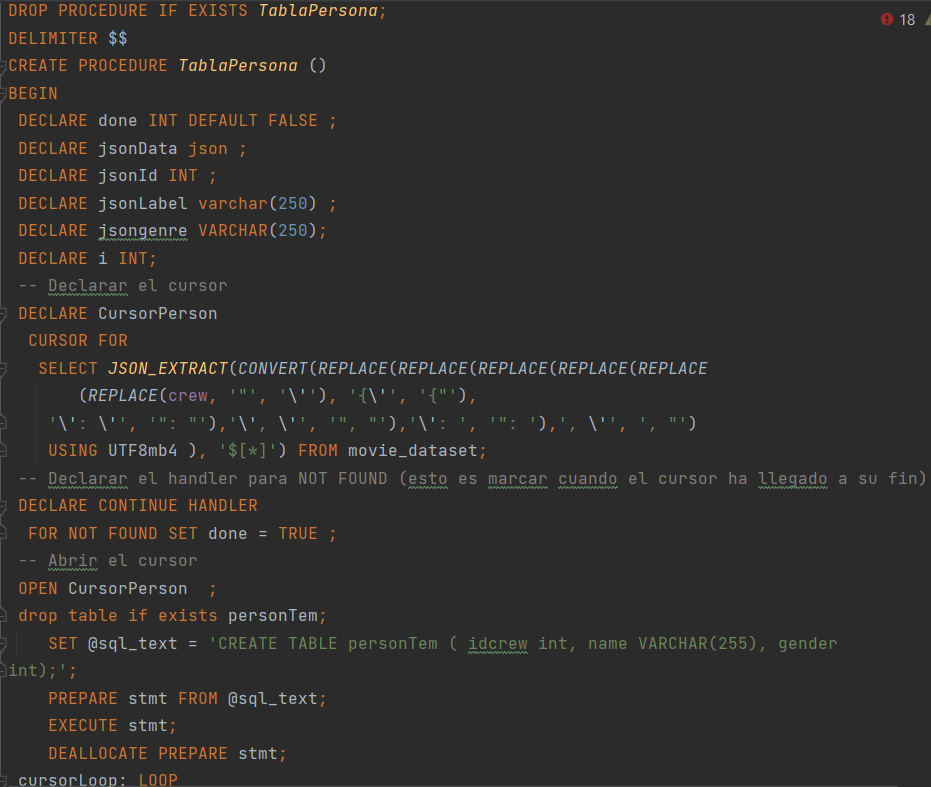 DROP PROCEDURE IF EXISTS TablaPersona;
18
DELIMITER $$
CREATE PROCEDURE TablaPersona ()
BEGIN
DECLARE done INT DEFAULT FALSE ;
DECLARE jsonData json ;
DECLARE jsonId INT ;
DECLARE jsonLabel varchar(250) ;
DECLARE jsongenre VARCHAR(250);
DECLARE i INT;
-- Declarar el cursor
DECLARE CursorPerson
CURSOR FOR
SELECT JSON_EXTRACT(CONVERT(REPLACE(REPLACE(REPLACE(REPLACE(REPLACE
(REPLACE(crew, '"', '\''), '{\'', '{"'),
'\': \'', '": "'),'\', \'', '", "'),'\': ', '": '),', \'', ', "')
USING UTF8mb4 ), '$[*]') FROM movie_dataset;
-- Declarar el handler para NOT FOUND (esto es marcar cuando el cursor ha llegado a su fin)
DECLARE CONTINUE HANDLER
FOR NOT FOUND SET done = TRUE ;
-- Abrir el cursor
OPEN CursorPerson  ;
drop table if exists personTem;
SET @sql_text = 'CREATE TABLE personTem ( idcrew int, name VARCHAR(255), gender
int);';
PREPARE stmt FROM @sql_text;
EXECUTE stmt;
DEALLOCATE PREPARE stmt;
cursorLoop: LOOP